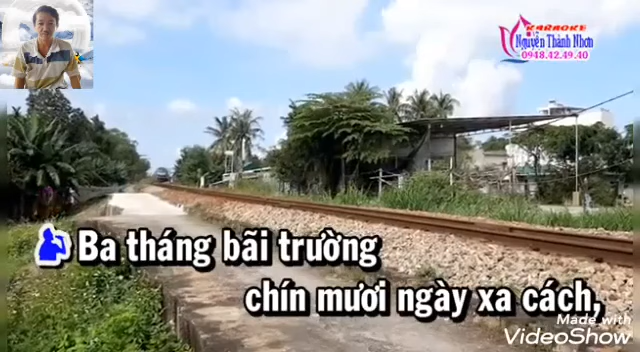 KARAOKE
Nguyễn Thành Nhơn
0948.42.49.40
Ba tháng bãi trường
chín mươi ngày xa cách,
Made with
VideoShow